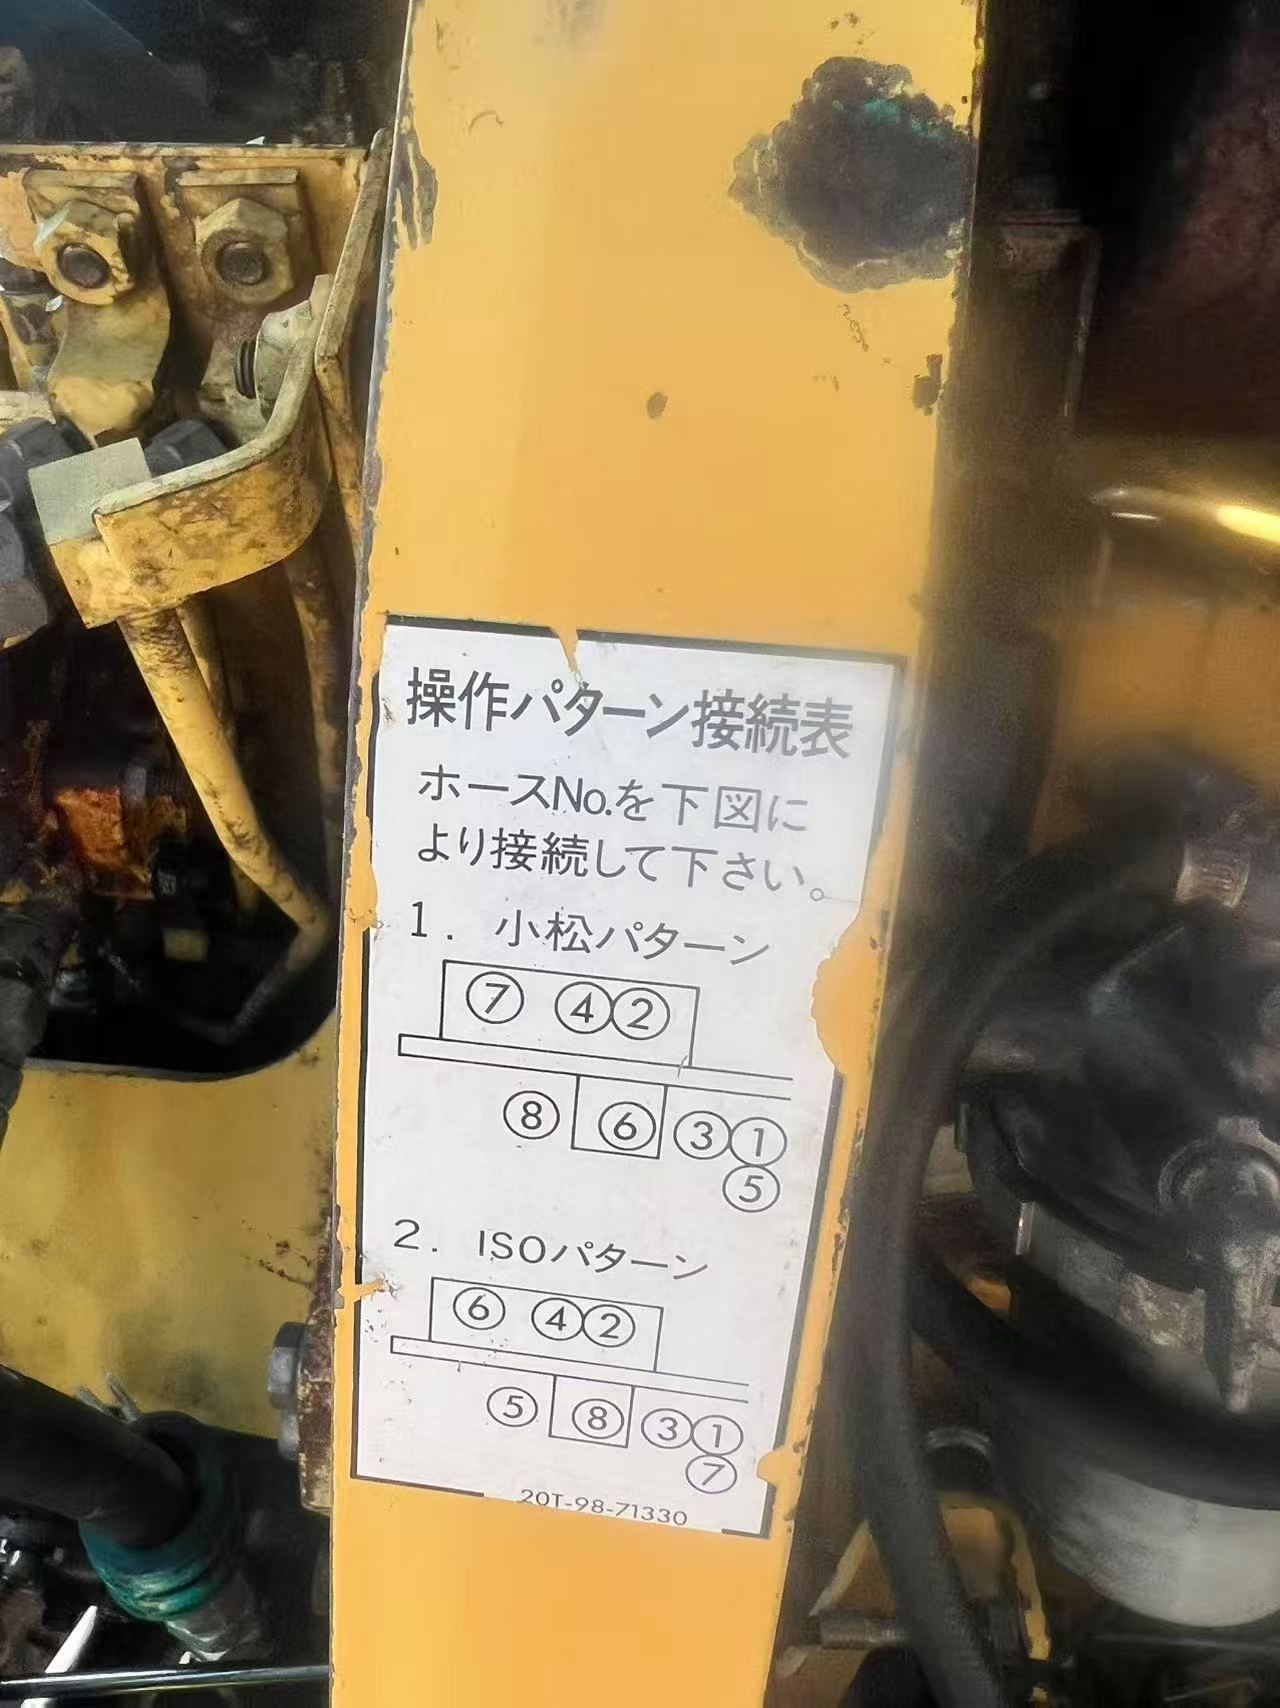 操作パターン接続表
ホースNo.を下図に
より接続して下さい。
1. 小松パターン
⑦ ④②
⑧ ⑥ ③①
⑤
2. ISOパターン
⑥ ④②
⑤ ⑧ ③①
⑦
20T-98-71330